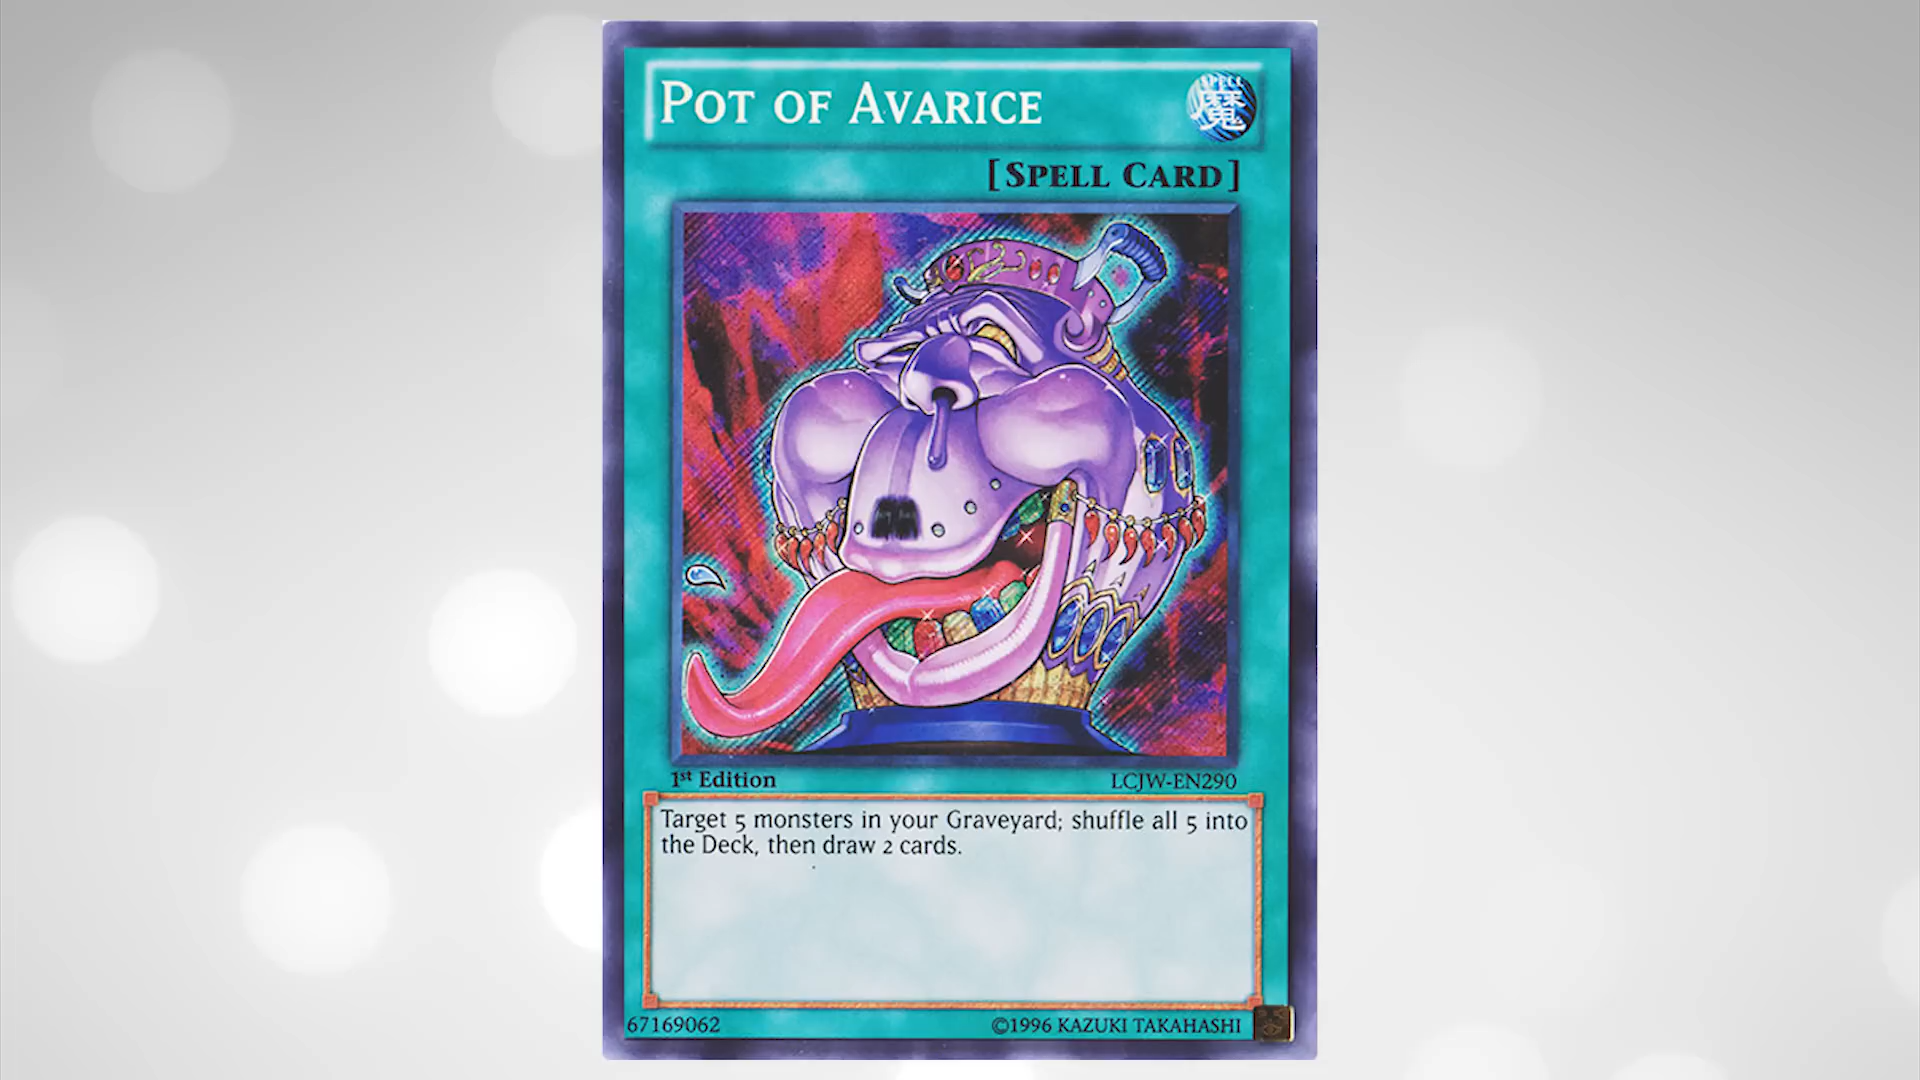 POT OF AVARICE
SPELL
魔
[SPELL CARD]
1st Edition
LCJW-EN290
Target 5 monsters in your Graveyard; shuffle all 5 into
the Deck, then draw 2 cards.
67169062
©1996 KAZUKI TAKAHASHI